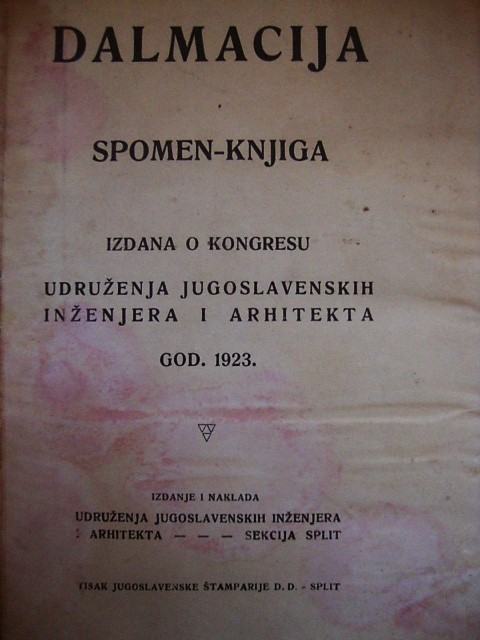 DALMACIJA
SPOMEN-KNJIGA
IZDANA O KONGRESU
UDRUŽENJA JUGOSLAVENSKIH
INŽENJERA I ARHITEKTA
GOD. 1923.
IZDANJE I NAKLADA
UDRUŽENJA JUGOSLAVENSKIH INŽENJERA
I ARHITEKTA — — — SEKCIJA SPLIT
TISAK JUGOSLAVENSKE ŠTAMPARIJE D. D. - SPLIT